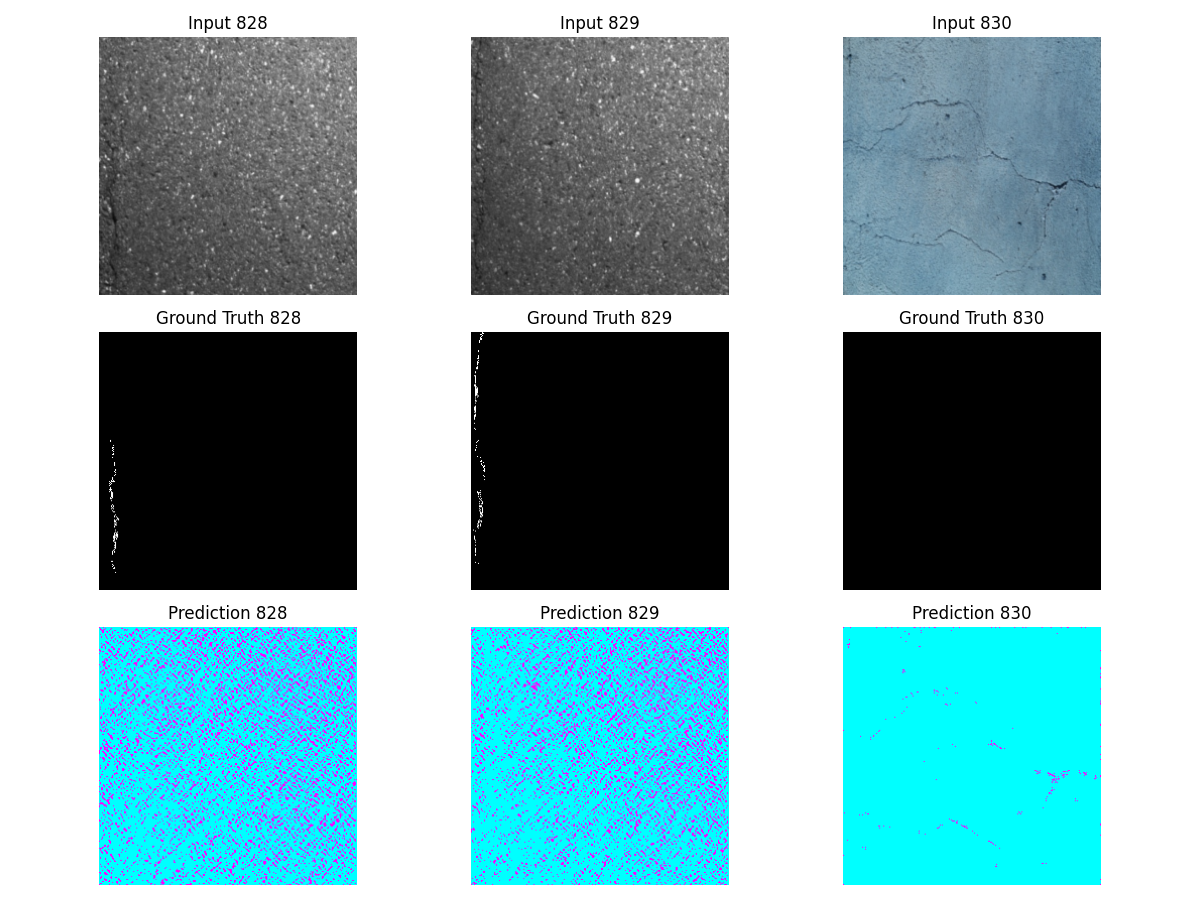 Input 828
Input 829
Input 830
Ground Truth 828
Ground Truth 829
Ground Truth 830
Prediction 828
Prediction 829
Prediction 830